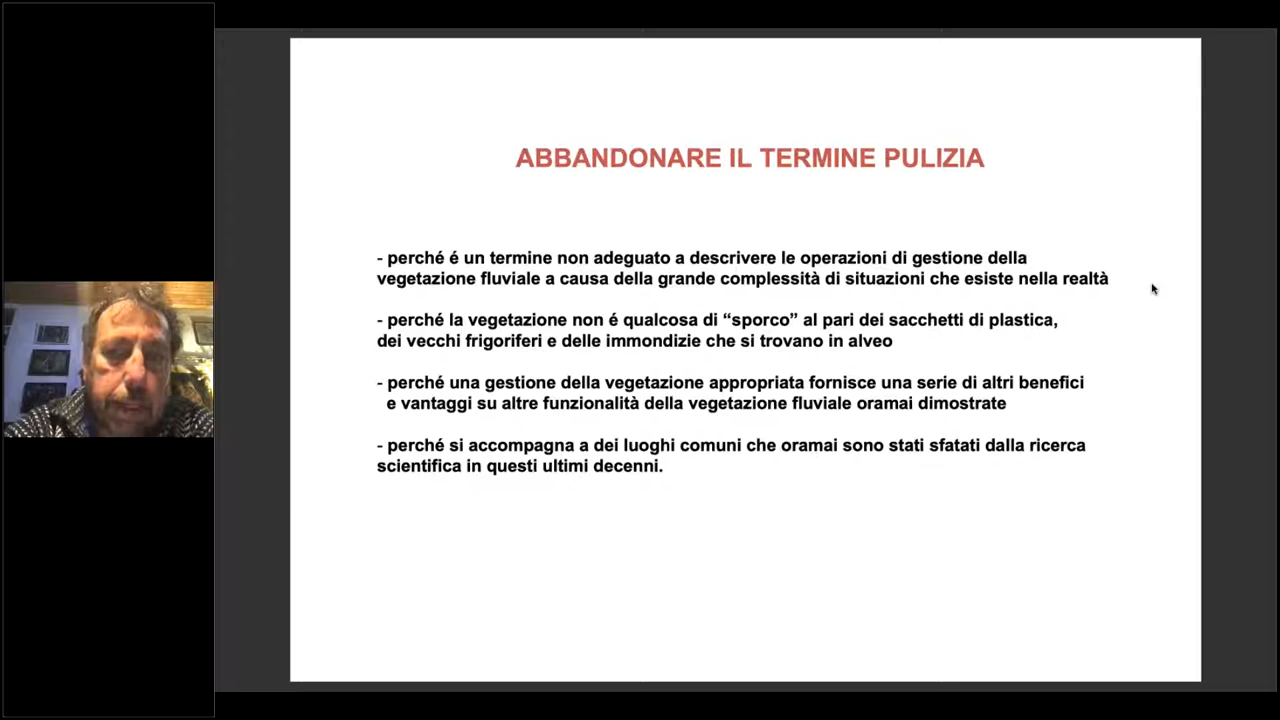 ABBANDONARE IL TERMINE PULIZIA
- perché é un termine non adeguato a descrivere le operazioni di gestione della
vegetazione fluviale a causa della grande complessità di situazioni che esiste nella realtà
- perché la vegetazione non é qualcosa di “sporco” al pari dei sacchetti di plastica,
dei vecchi frigoriferi e delle immondizie che si trovano in alveo
- perché una gestione della vegetazione appropriata fornisce una serie di altri benefici
e vantaggi su altre funzionalità della vegetazione fluviale oramai dimostrate
- perché si accompagna a dei luoghi comuni che oramai sono stati sfatati dalla ricerca
scientifica in questi ultimi decenni.